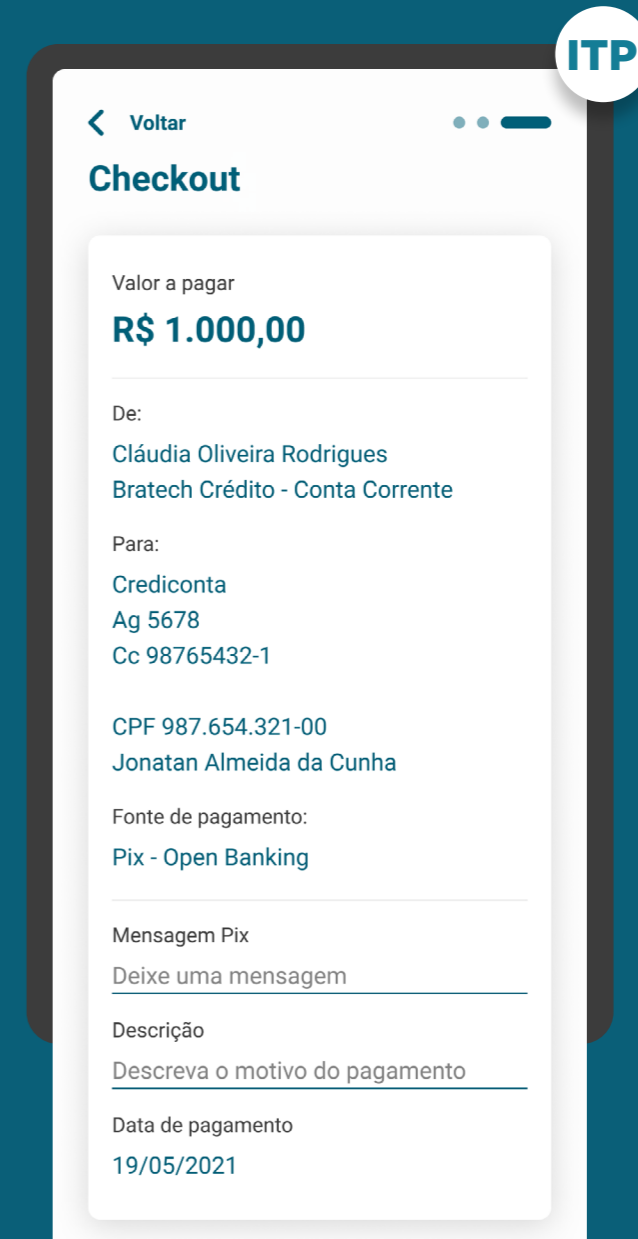 ITP
Voltar
Checkout
Valor a pagar
R$ 1.000,00
De:
Cláudia Oliveira Rodrigues
Bratech Crédito - Conta Corrente
Para:
Crediconta
Ag 5678
Cc 98765432-1
CPF 987.654.321-00
Jonatan Almeida da Cunha
Fonte de pagamento:
Pix - Open Banking
Mensagem Pix
Deixe uma mensagem
Descrição
Descreva o motivo do pagamento
Data de pagamento
19/05/2021